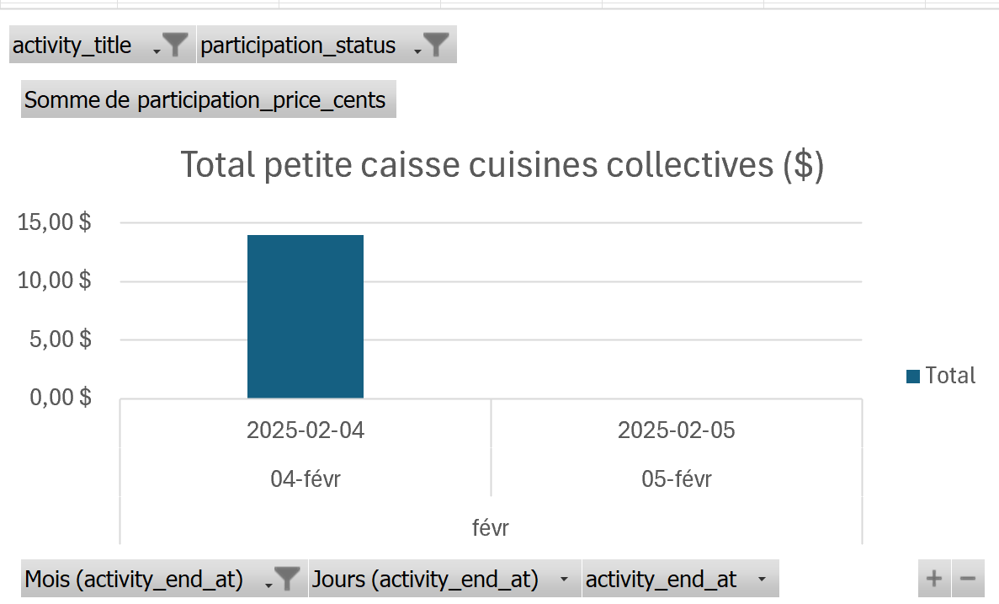 activity_title participation_status
Somme de participation_price_cents
Total petite caisse cuisines collectives ($)
15,00 $
10,00 $
5,00 $
0,00 $
Total
2025-02-04 2025-02-05
04-févr 05-févr
févr
Mois (activity_end_at) Jours (activity_end_at) activity_end_at + −